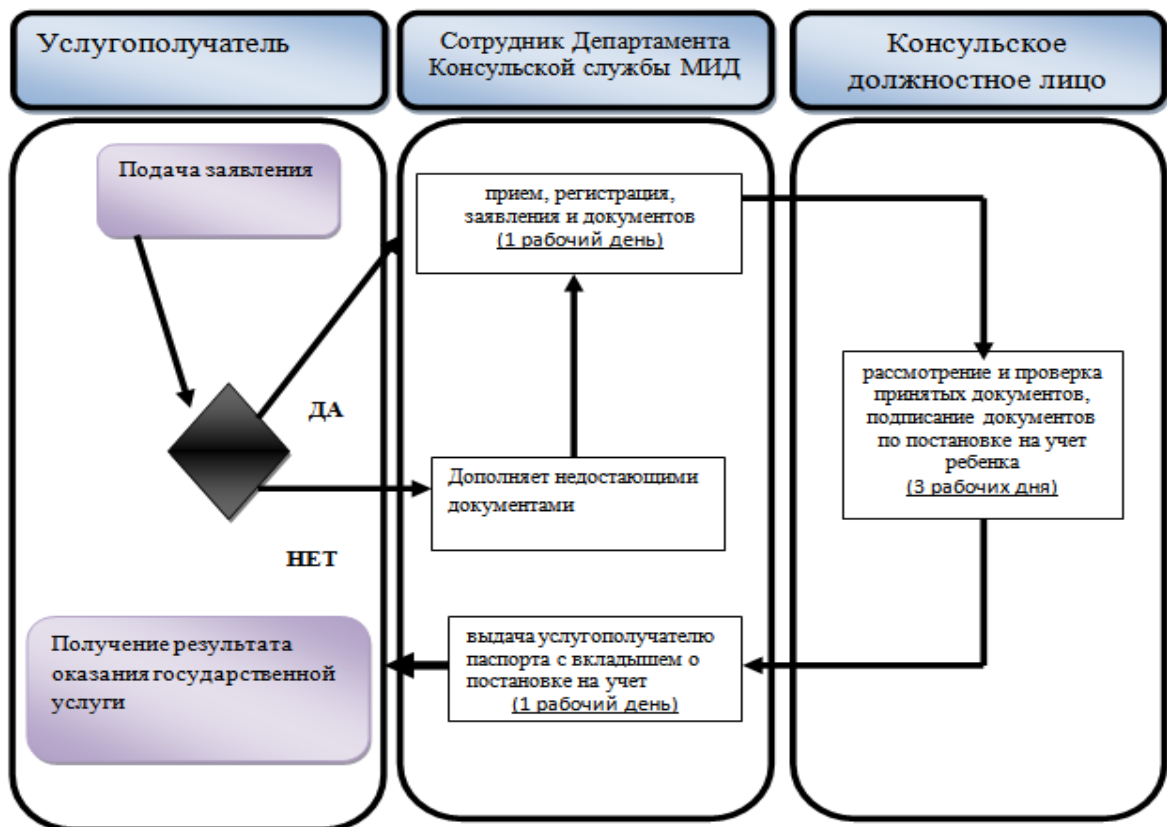 Услугополучатель
Сотрудник Департамента
Консульской службы МИД
Консульское
должностное лицо
Подача заявления
прием, регистрация,
заявления и документов
(1 рабочий день)
рассмотрение и проверка
принятых документов,
подписание документов
по постановке на учет
ребенка
(3 рабочих дня)
ДА
Дополняет недостающими
документами
НЕТ
Получение результата
оказания государственной
услуги
выдача услугополучателю
паспорта с вкладышем о
постановке на учет
(1 рабочий день)